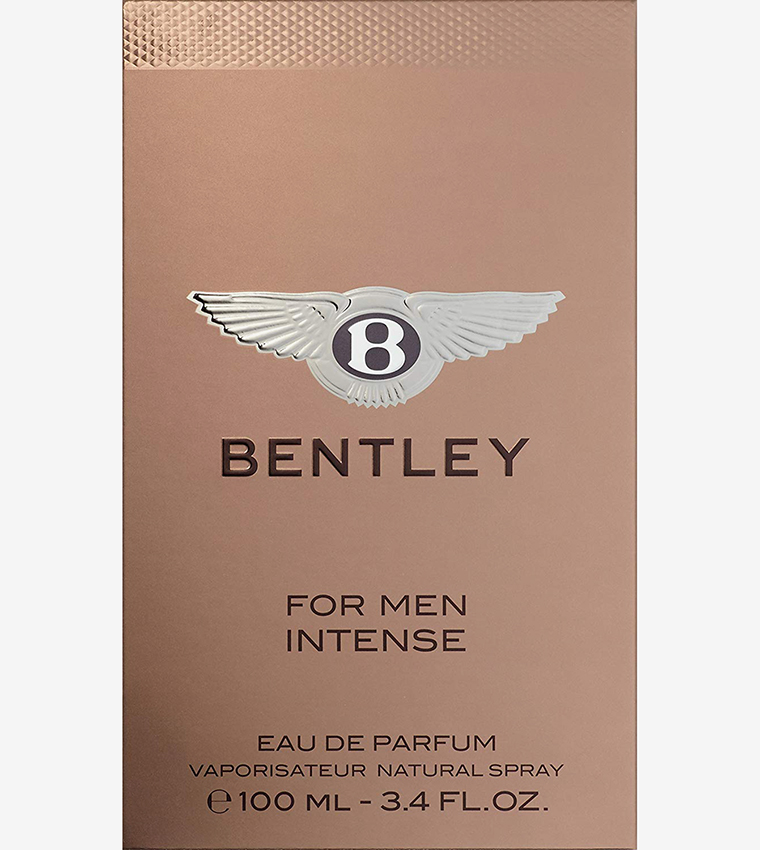 B
BENTLEY
FOR MEN
INTENSE
EAU DE PARFUM
VAPORISATEUR NATURAL SPRAY
℮ 100 ML - 3.4 FL.OZ.